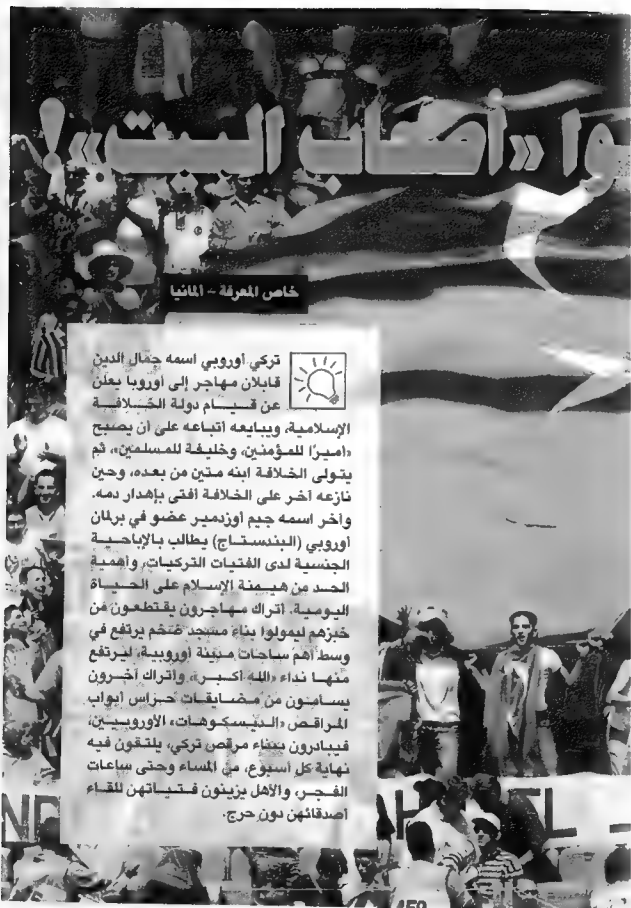 وا «أصحاب البيت»!
خاص المعرفة - ألمانيا
تركي أوروبي اسمه جمال الدين
قابلان مهاجر إلى أوروبا يعلن
عن قيام دولة الخلافة
الإسلامية، ويبايعه إتباعه على أن يصبح
«أميرًا للمؤمنين، وخليفة للمسلمين»، ثم
يتولى الخلافة ابنه متين من بعده، وحين
نازعه آخر على الخلافة أفتى بإهدار دمه.
وآخر اسمه جيم أوزدمير عضو في برلمان
أوروبي (البندستاج) يطالب بالإباحية
الجنسية لدى الفتيات التركيات، وأهمية
الحد من هيمنة الإسلام على الحياة
اليومية. أتراك مهاجرون يقتطعون من
خبزهم ليمولوا بناء مسجد ضخم يرتفع في
وسط أهم ساحات مدينة أوروبية، ليرتفع
منها نداء «الله أكبر»، وأتراك آخرون
يسأمون من مضايقات حراس أبواب
المراقص «الديسكوهات» الأوروبيين،
فيبادرون ببناء مرقص تركي، يلتقون فيه
نهاية كل أسبوع، من المساء وحتى ساعات
الفجر، والأهل يزينون فتياتهن للقاء
أصدقائهن دون حرج.